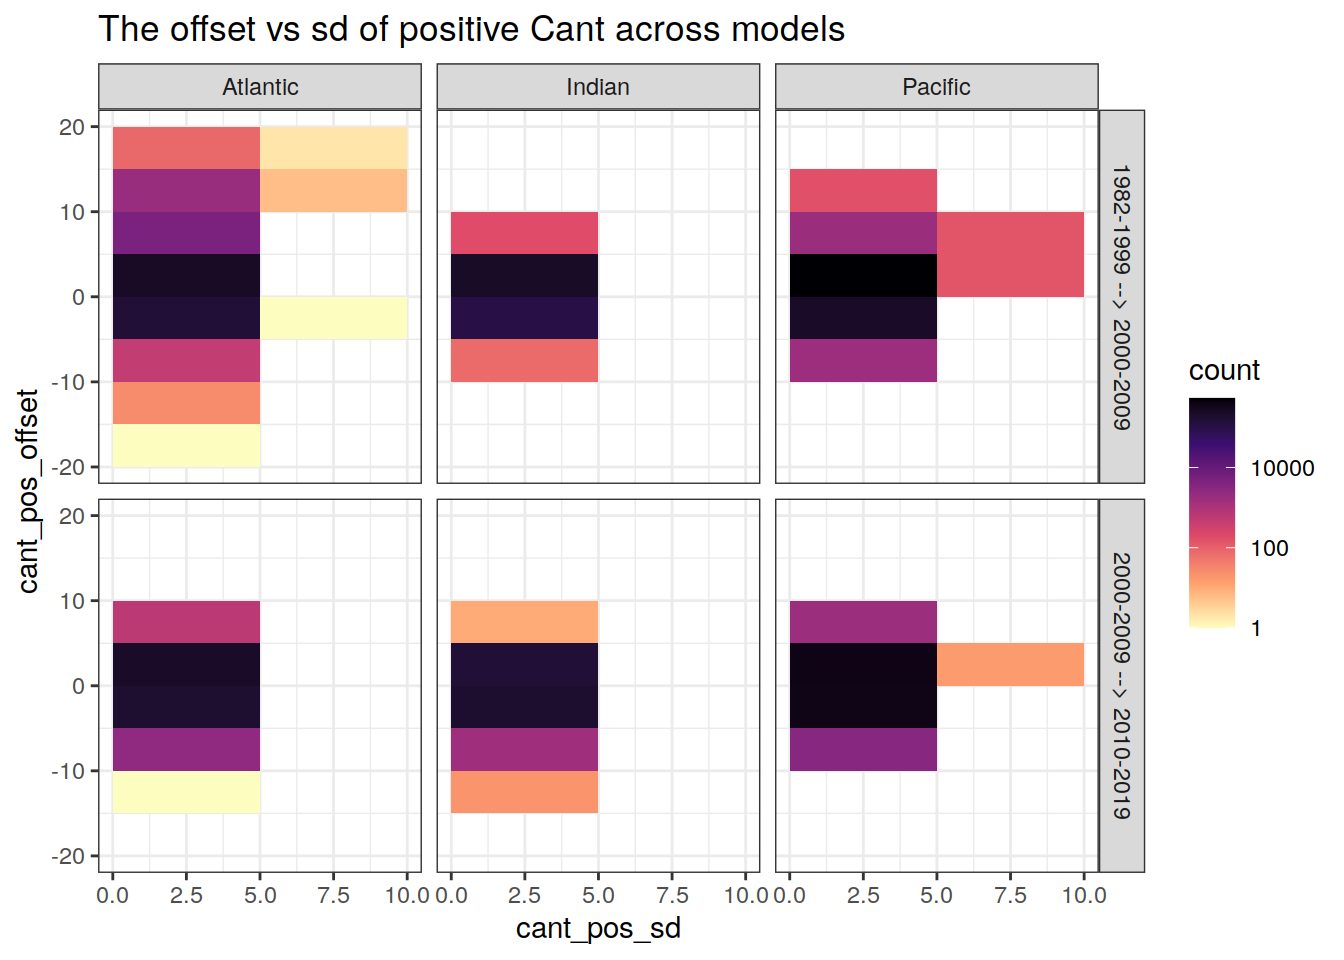 The offset vs sd of positive Cant across models
Atlantic
Indian
Pacific
20
10
0
-10
-20
1982-1999 --> 2000-2009
20
10
0
-10
-20
2000-2009 --> 2010-2019
cant_pos_offset
0.0 2.5 5.0 7.5 10.0
0.0 2.5 5.0 7.5 10.0
0.0 2.5 5.0 7.5 10.0
cant_pos_sd
count
10000
100
1